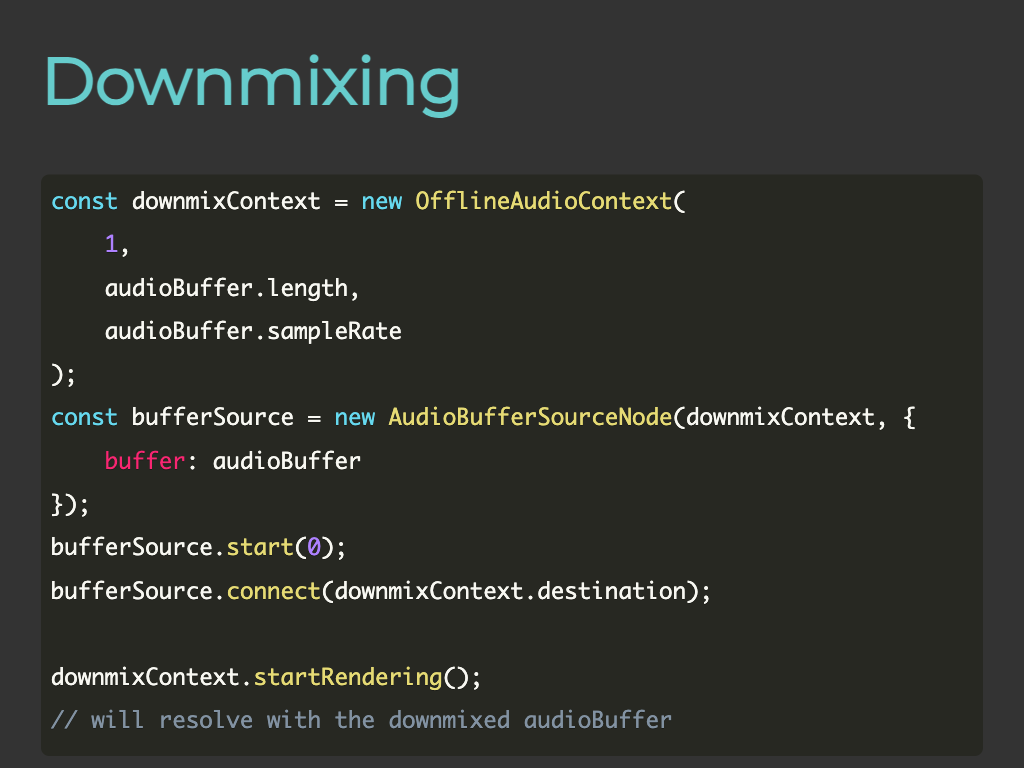 Downmixing
const downmixContext = new OfflineAudioContext(
    1,
    audioBuffer.length,
    audioBuffer.sampleRate
);
const bufferSource = new AudioBufferSourceNode(downmixContext, {
    buffer: audioBuffer
});
bufferSource.start(0);
bufferSource.connect(downmixContext.destination);
downmixContext.startRendering();
// will resolve with the downmixed audioBuffer